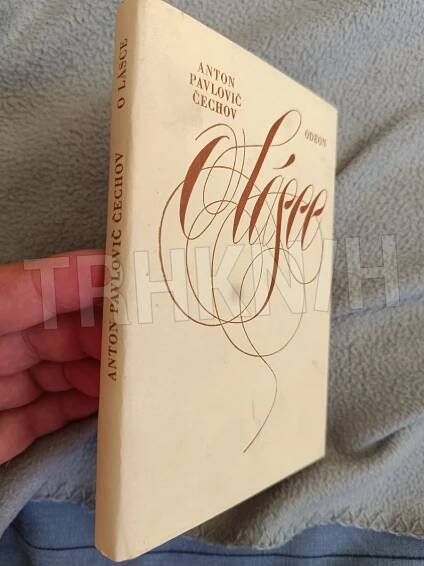 ANTON
PAVLOVIČ
ČECHOV
ODEON
O lásce
ANTON PAVLOVIČ ČECHOV O LÁSCE
TRHKNIH